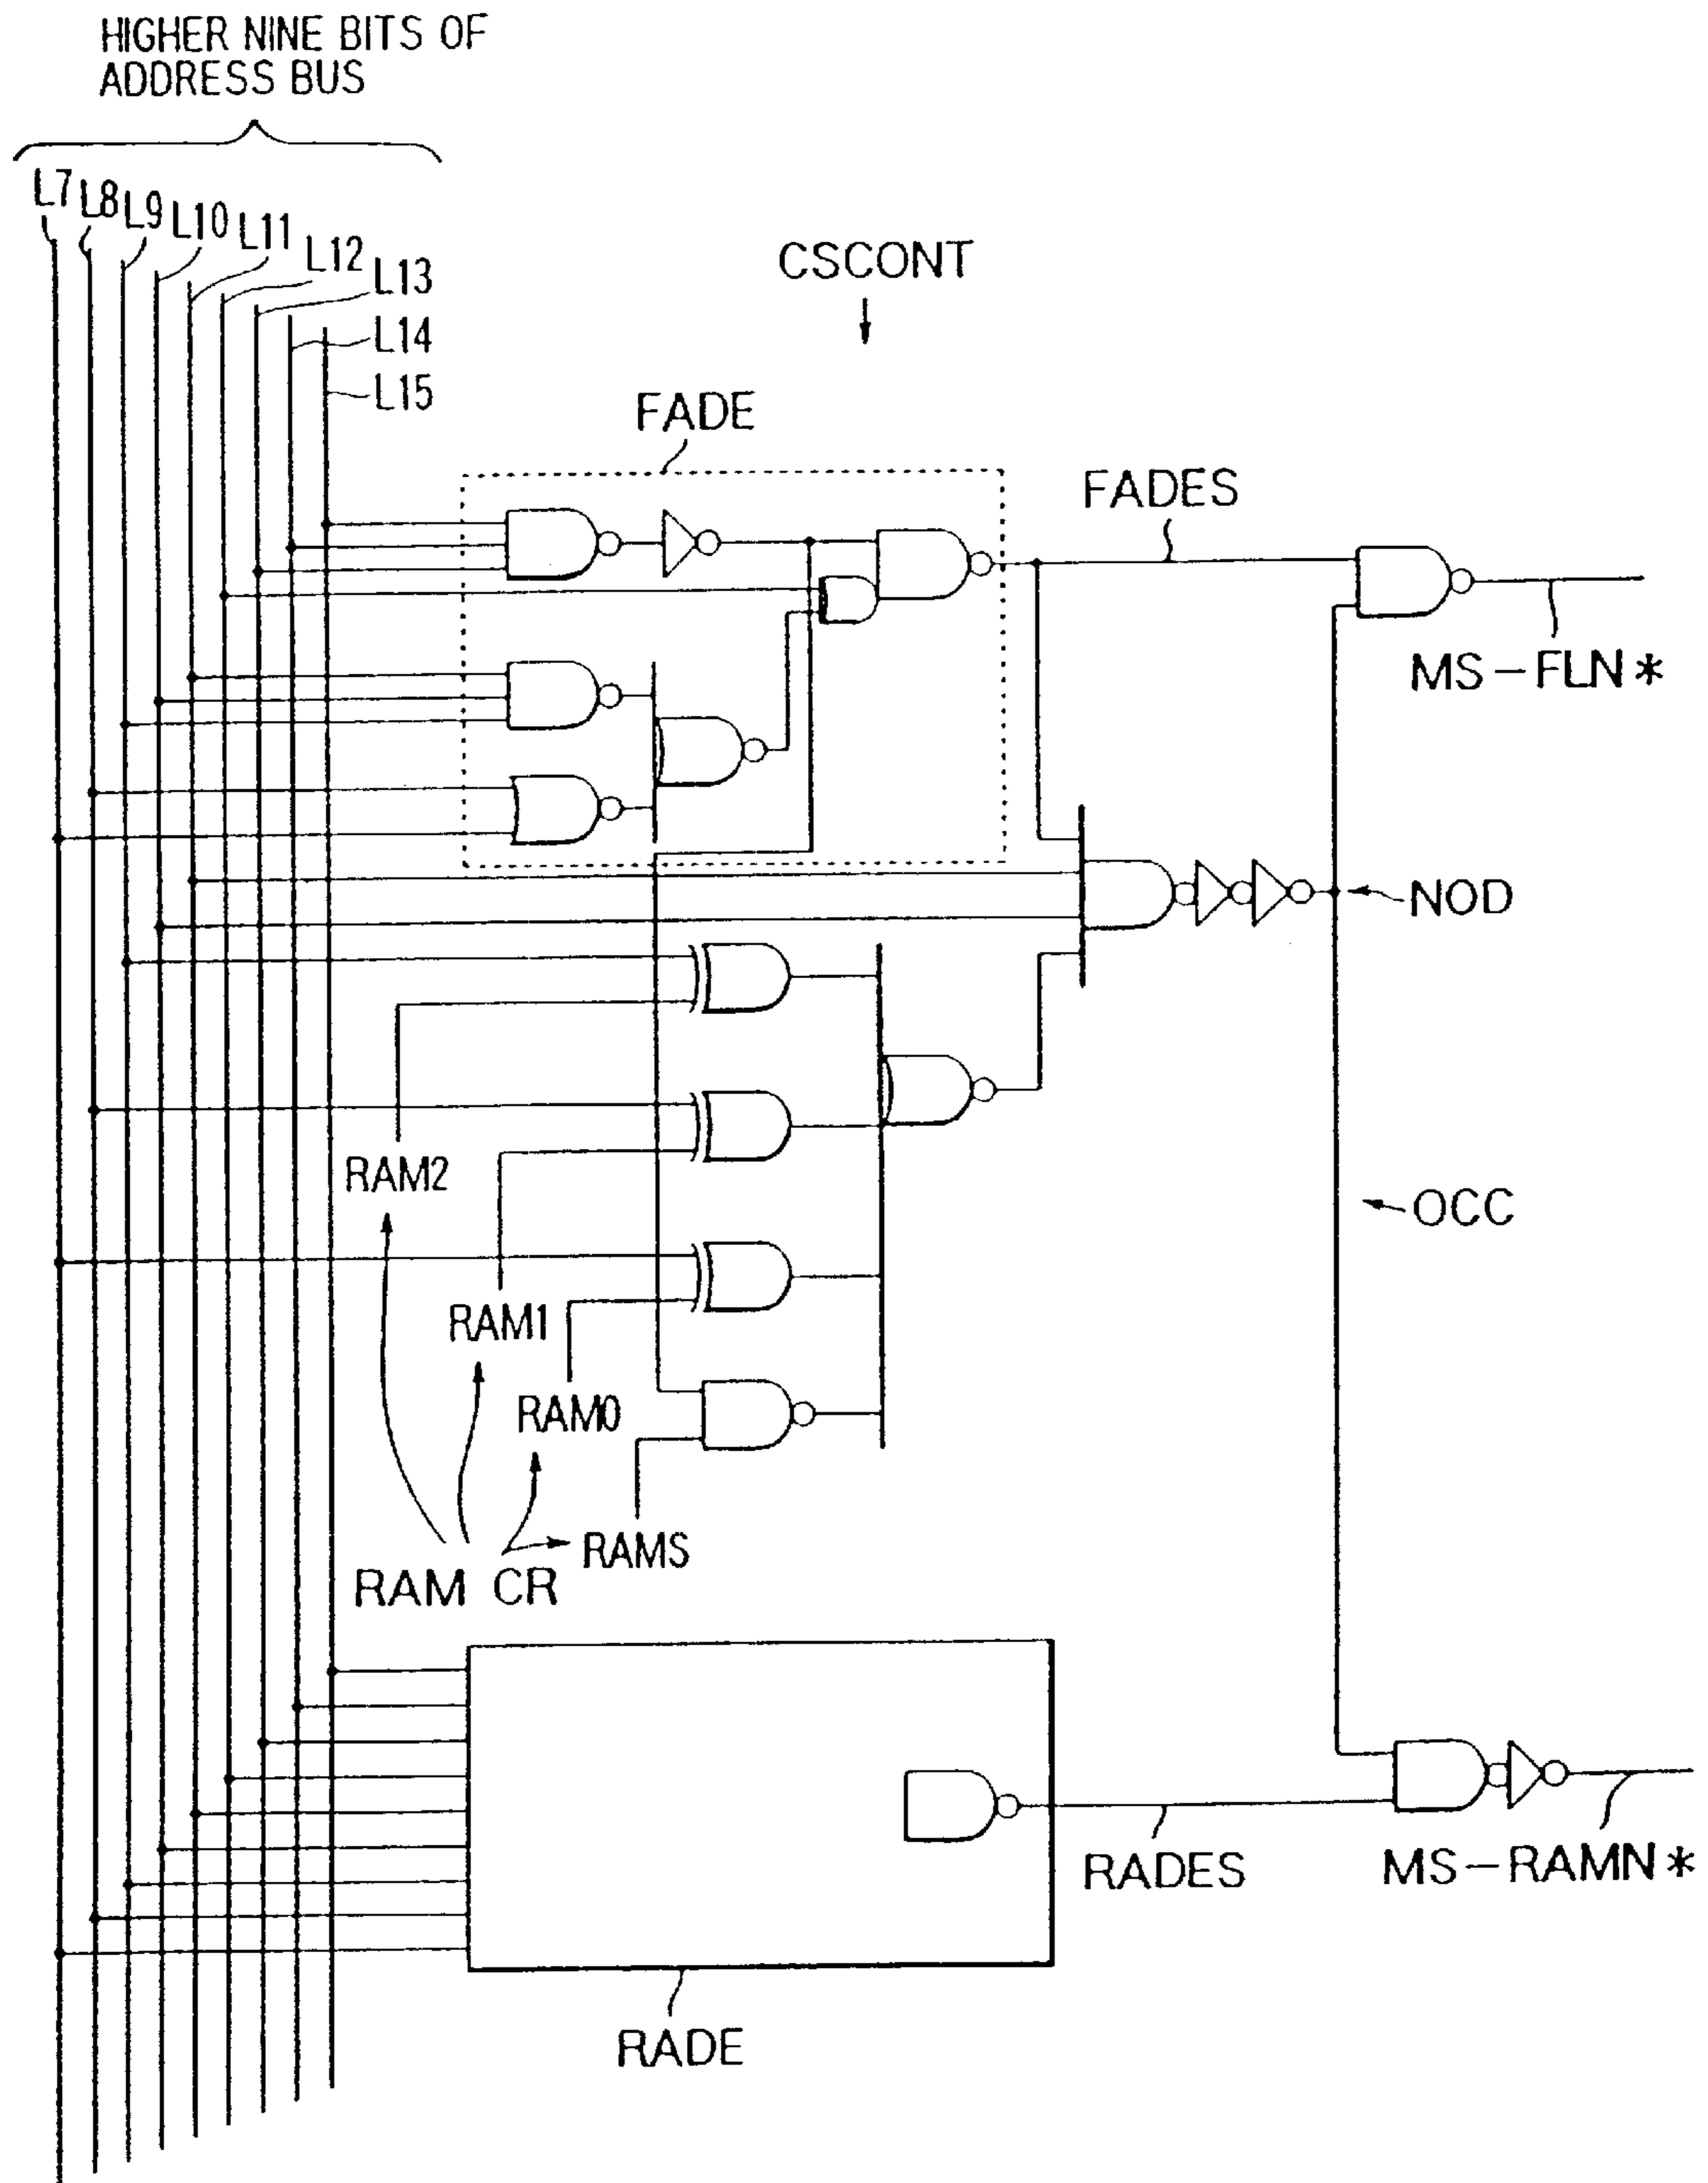 HIGHER NINE BITS OF
ADDRESS BUS
L7
L8
L9
L10
L11
L12
L13
L14
L15
CSCONT
FADE
FADES
MS-FLN*
NOD
RAM2
OCC
RAM1
RAM0
RAMS
RAM CR
RADES
MS-RAMN*
RADE